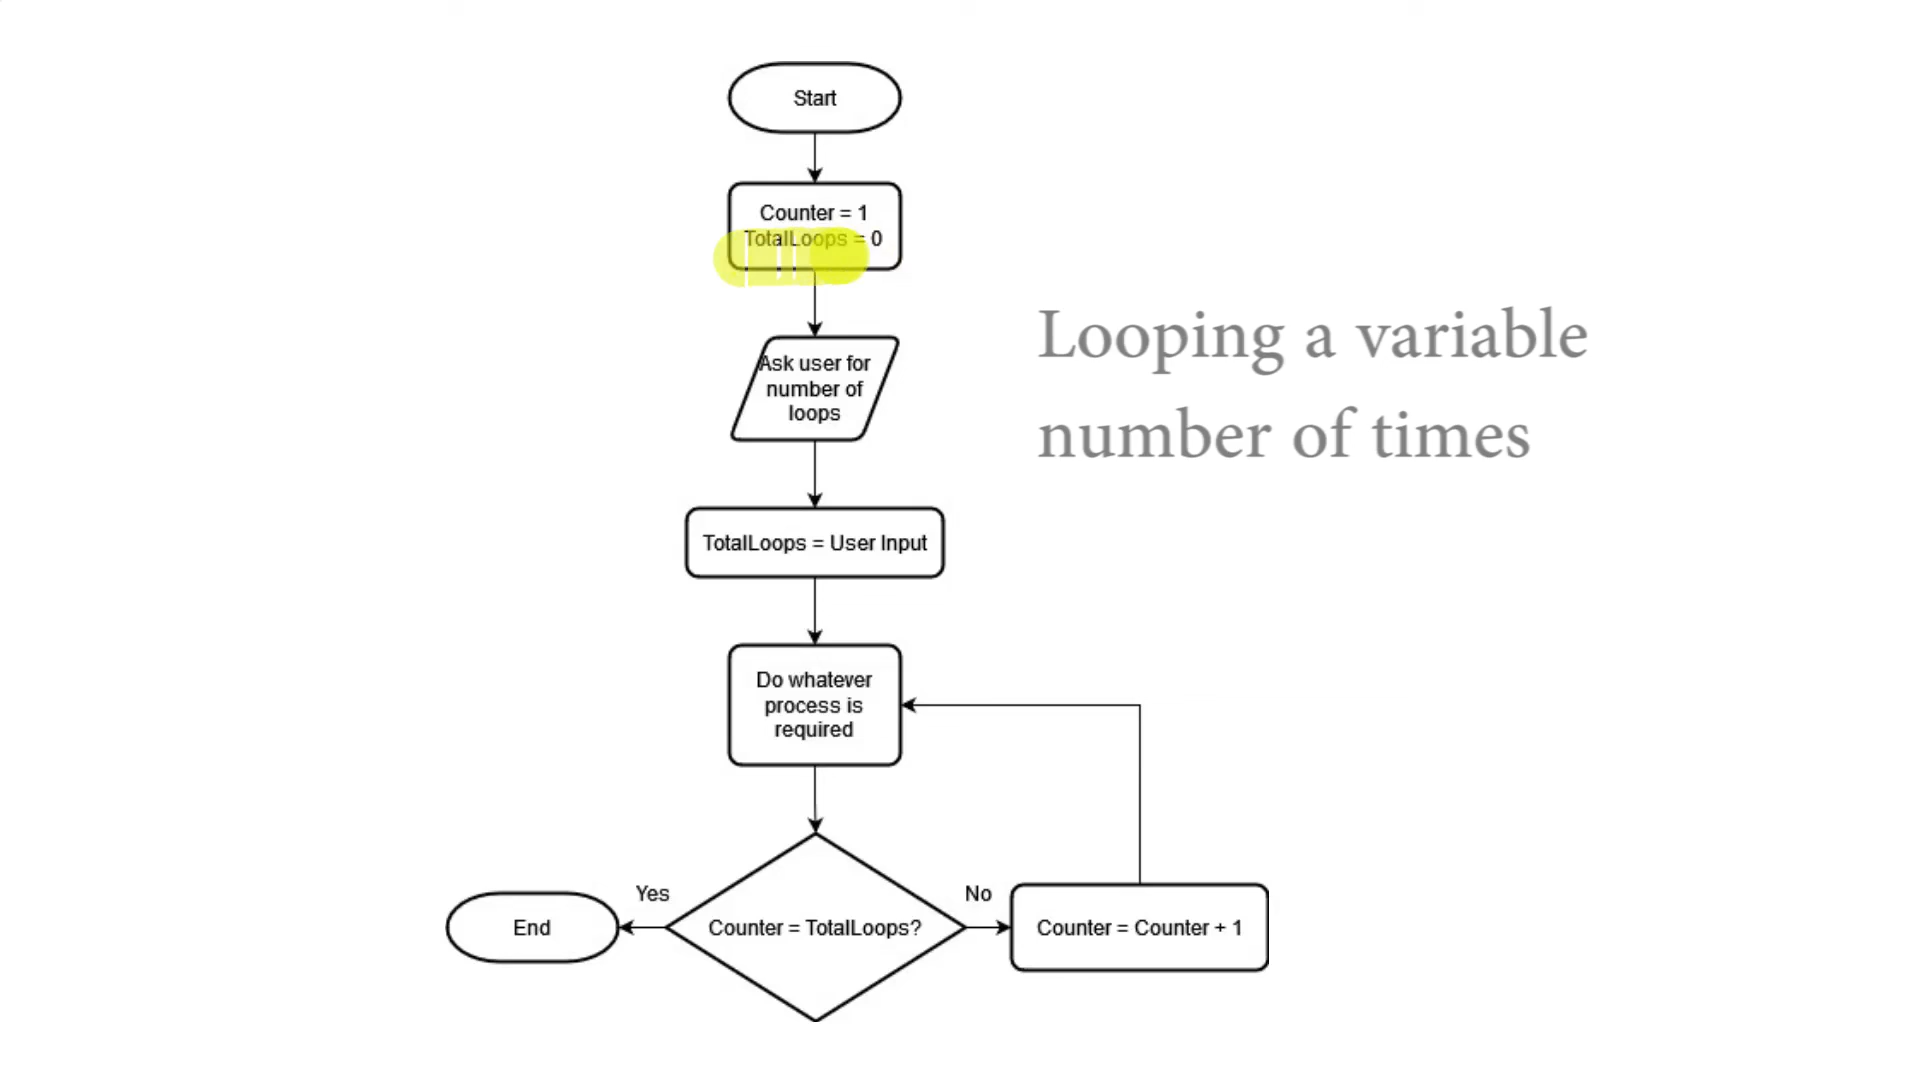 Start
Counter = 1
TotalLoops = 0
Ask user for
number of
loops
Looping a variable
number of times
TotalLoops = User Input
Do whatever
process is
required
Yes
No
End
Counter = TotalLoops?
Counter = Counter + 1